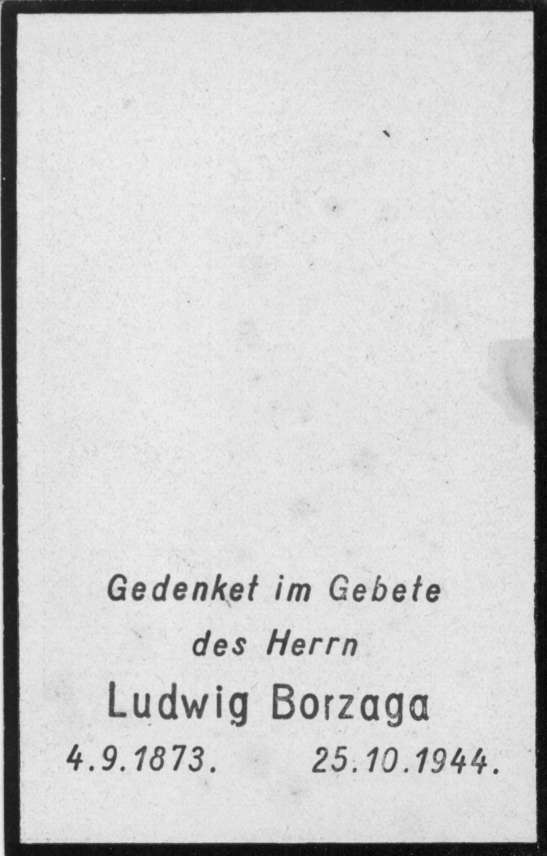 Gedenket im Gebete
des Herrn
Ludwig Borzaga
4.9.1873. 25.10.1944.